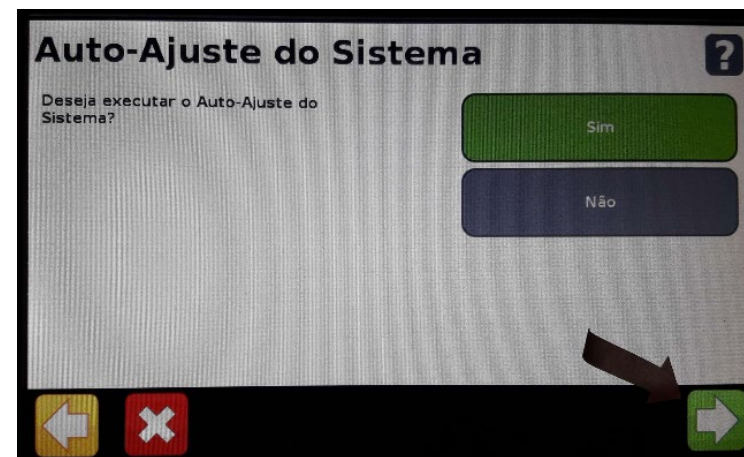 Auto-Ajuste do Sistema
?
Deseja executar o Auto-Ajuste do
Sistema?
Sim
Não